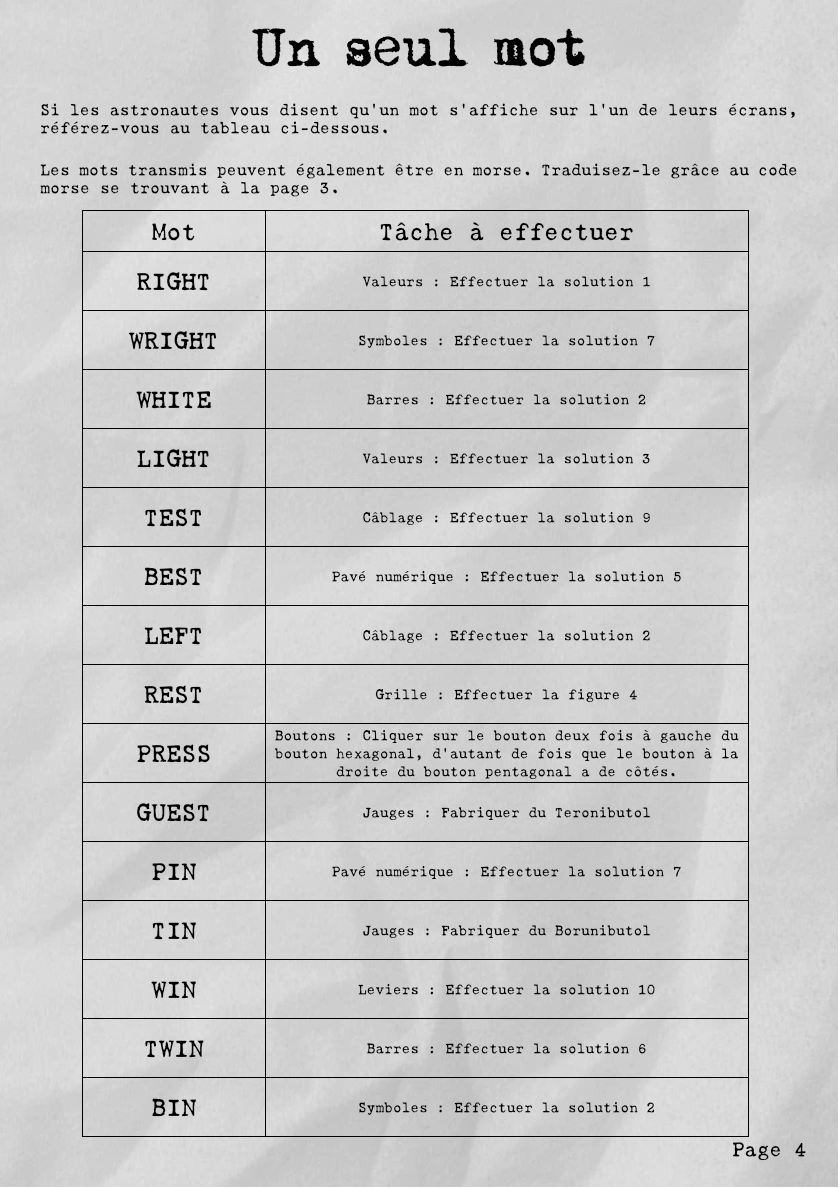 Un seul mot
Si les astronautes vous disent qu'un mot s'affiche sur l'un de leurs écrans,
référez-vous au tableau ci-dessous.
Les mots transmis peuvent également être en morse. Traduisez-le grâce au code
morse se trouvant à la page 3.
Mot Tâche à effectuer
RIGHT Valeurs : Effectuer la solution 1
WRIGHT Symboles : Effectuer la solution 7
WHITE Barres : Effectuer la solution 2
LIGHT Valeurs : Effectuer la solution 3
TEST Câblage : Effectuer la solution 9
BEST Pavé numérique : Effectuer la solution 5
LEFT Câblage : Effectuer la solution 2
REST Grille : Effectuer la figure 4
Boutons : Cliquer sur le bouton deux fois à gauche du
PRESS bouton hexagonal, d'autant de fois que le bouton à la
droite du bouton pentagonal a de côtés.
GUEST Jauges : Fabriquer du Teronibutol
PIN Pavé numérique : Effectuer la solution 7
TIN Jauges : Fabriquer du Borunibutol
WIN Leviers : Effectuer la solution 10
TWIN Barres : Effectuer la solution 6
BIN Symboles : Effectuer la solution 2
Page 4